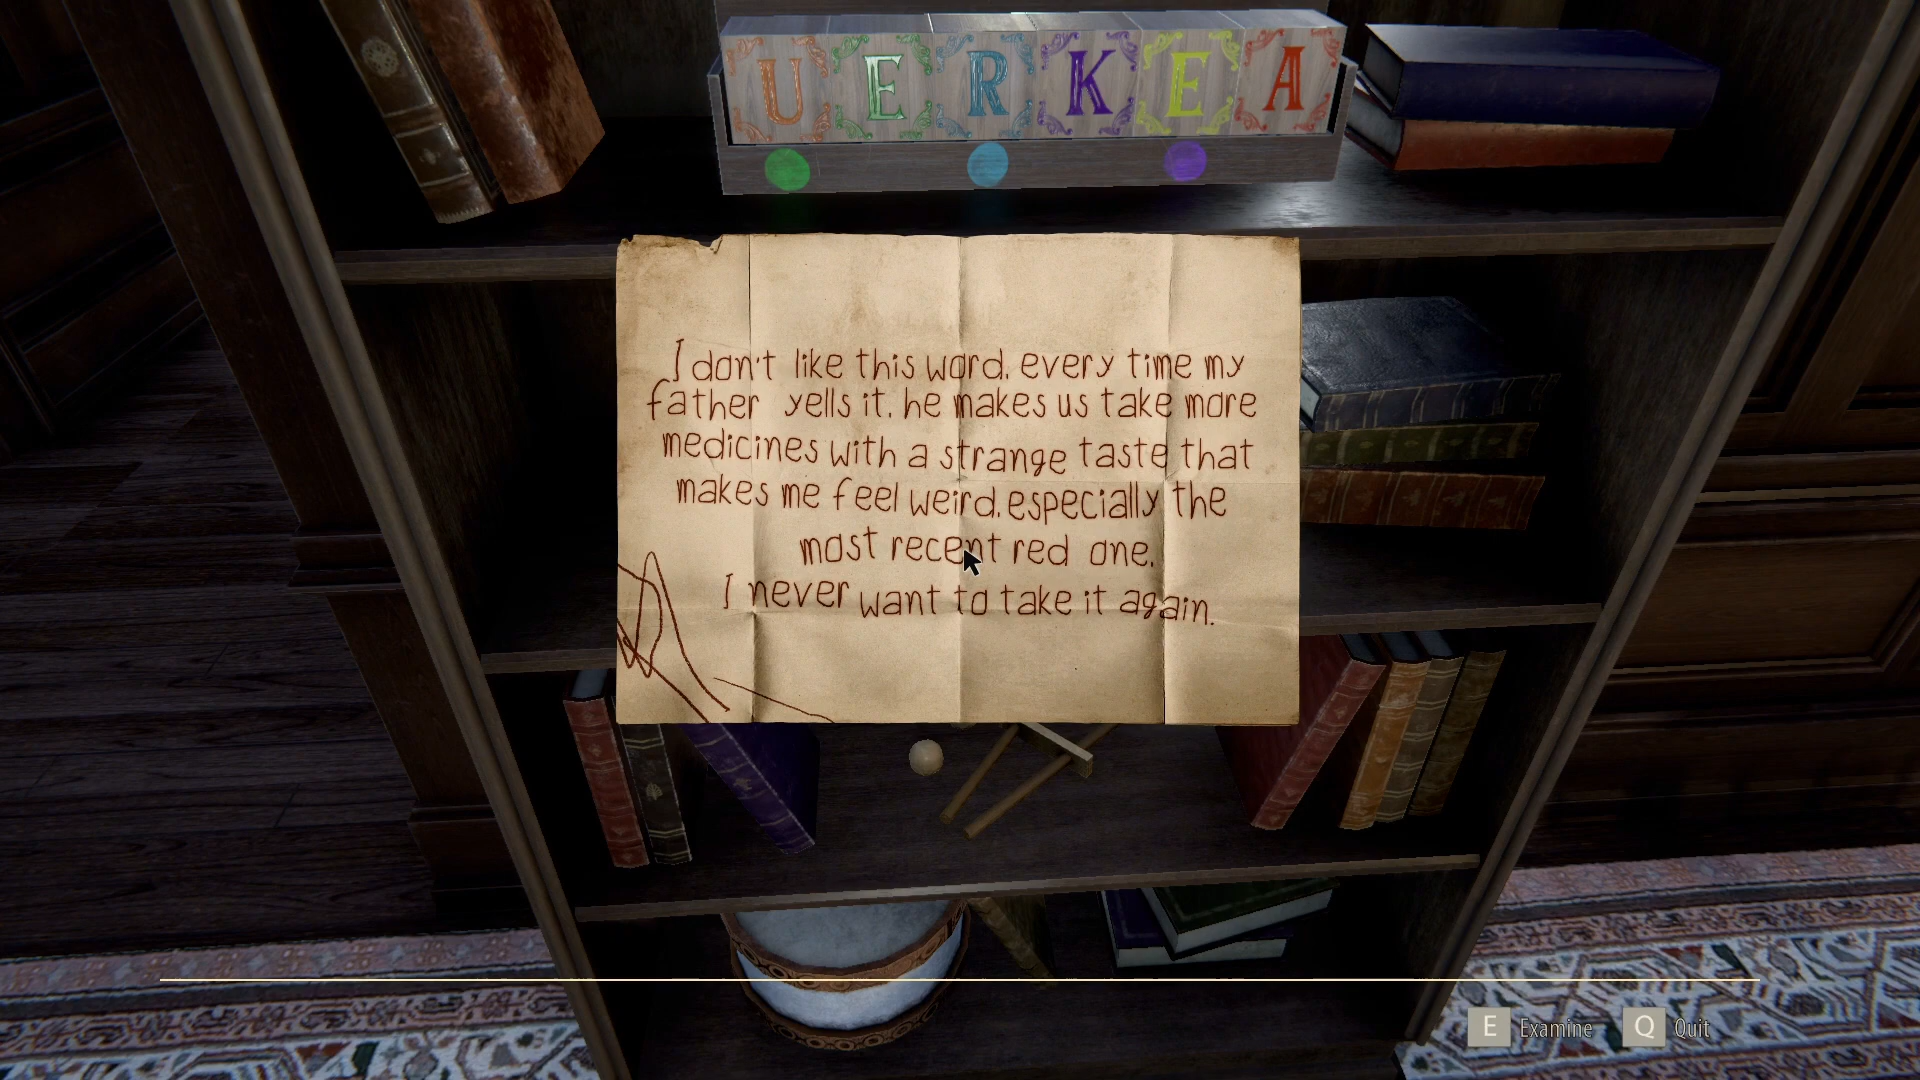 U E R K E A
I don't like this word. every time my
father yells it. he makes us take more
medicines with a strange taste that
makes me feel weird. especially the
most recent red one.
I never want to take it again.
E Examine Q Quit